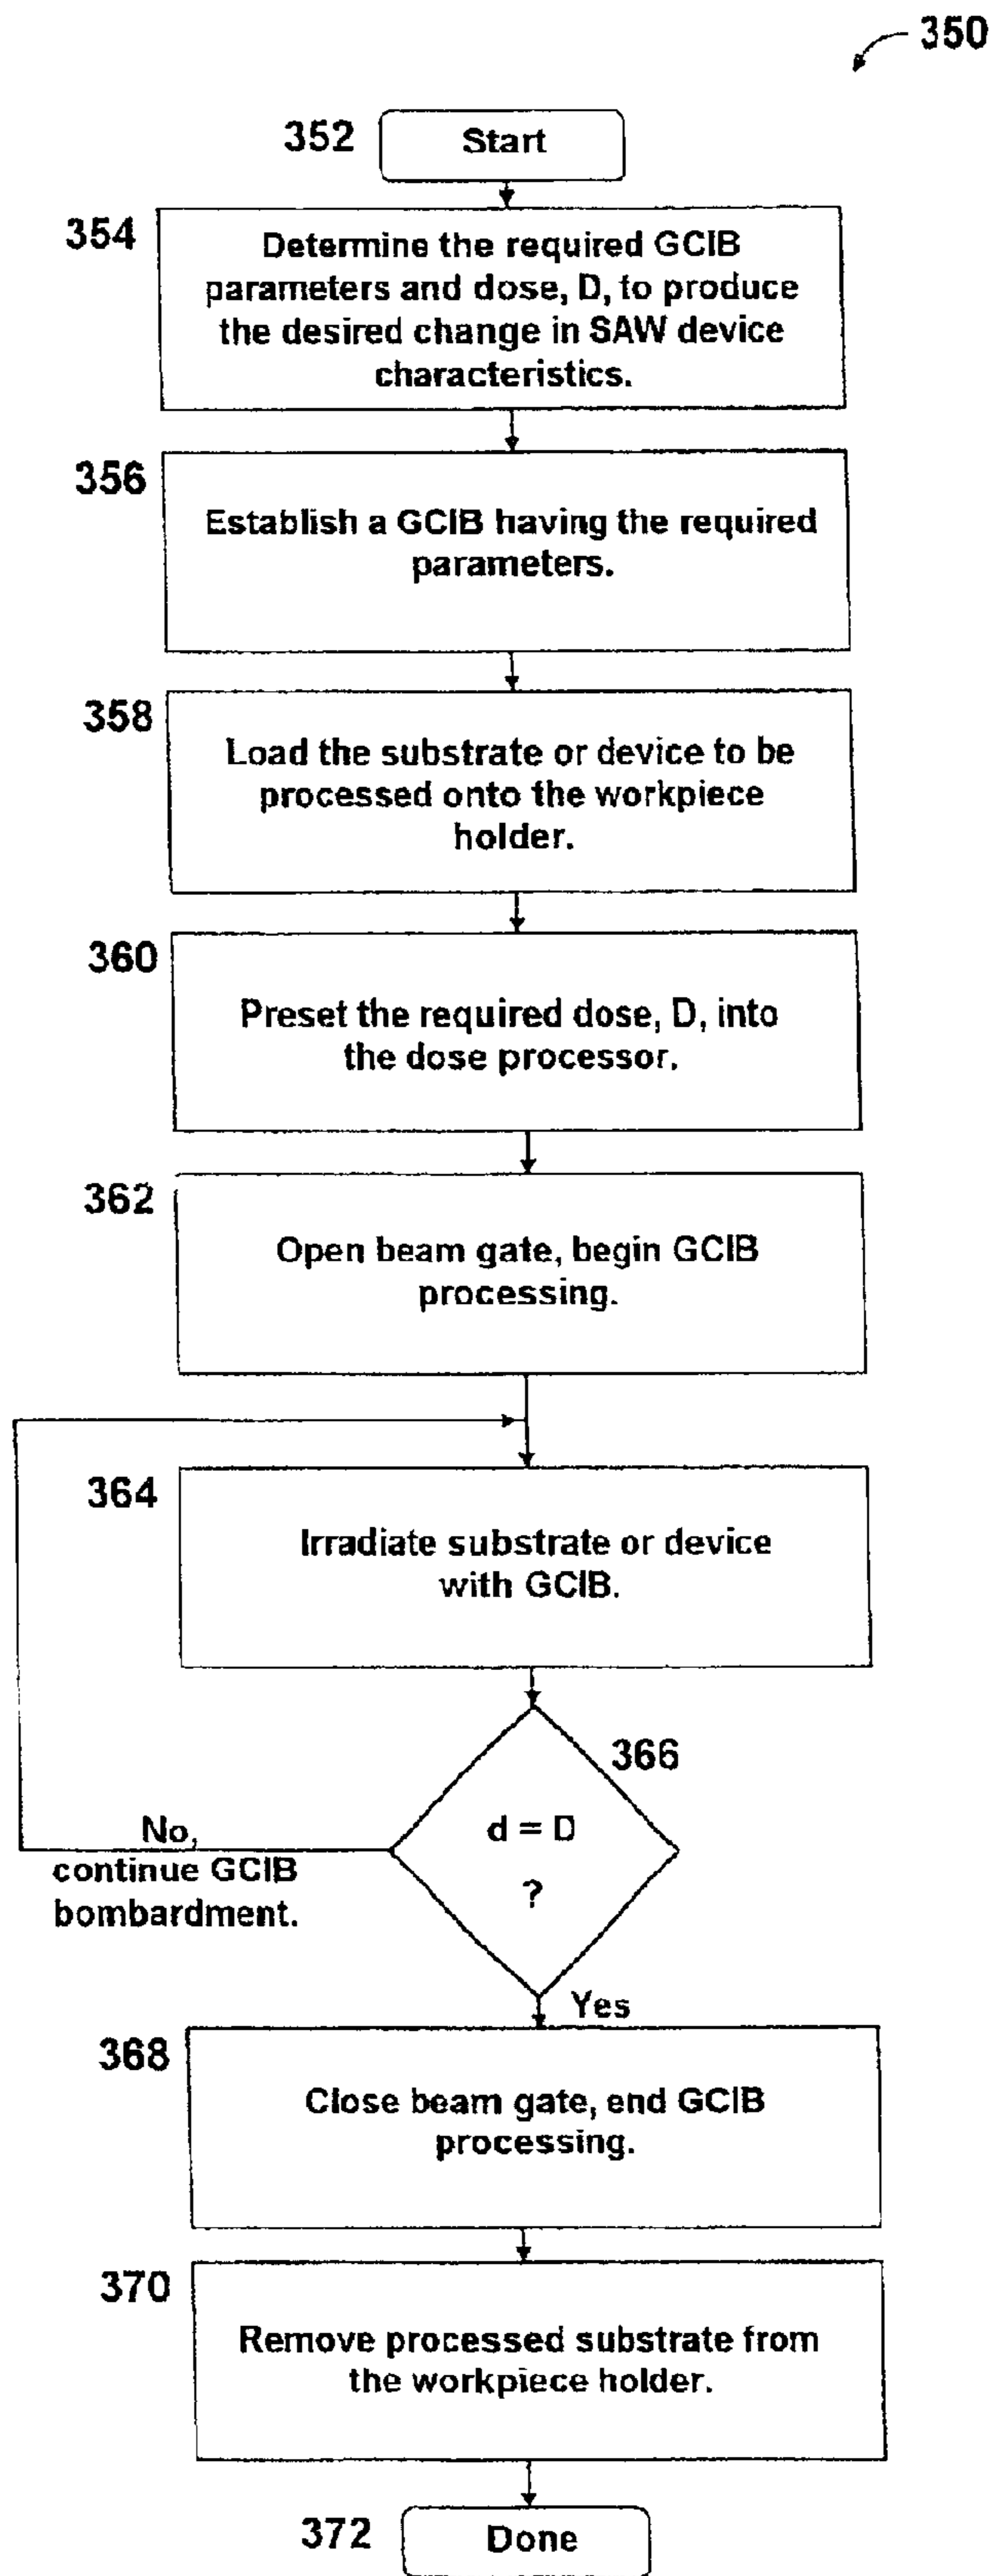 350
352
Start
354
Determine the required GCIB
parameters and dose, D, to produce
the desired change in SAW device
characteristics.
356
Establish a GCIB having the required
parameters.
358
Load the substrate or device to be
processed onto the workpiece
holder.
360
Preset the required dose, D, into
the dose processor.
362
Open beam gate, begin GCIB
processing.
364
Irradiate substrate or device
with GCIB.
366
d = D
?
No,
continue GCIB
bombardment.
Yes
368
Close beam gate, end GCIB
processing.
370
Remove processed substrate from
the workpiece holder.
372
Done